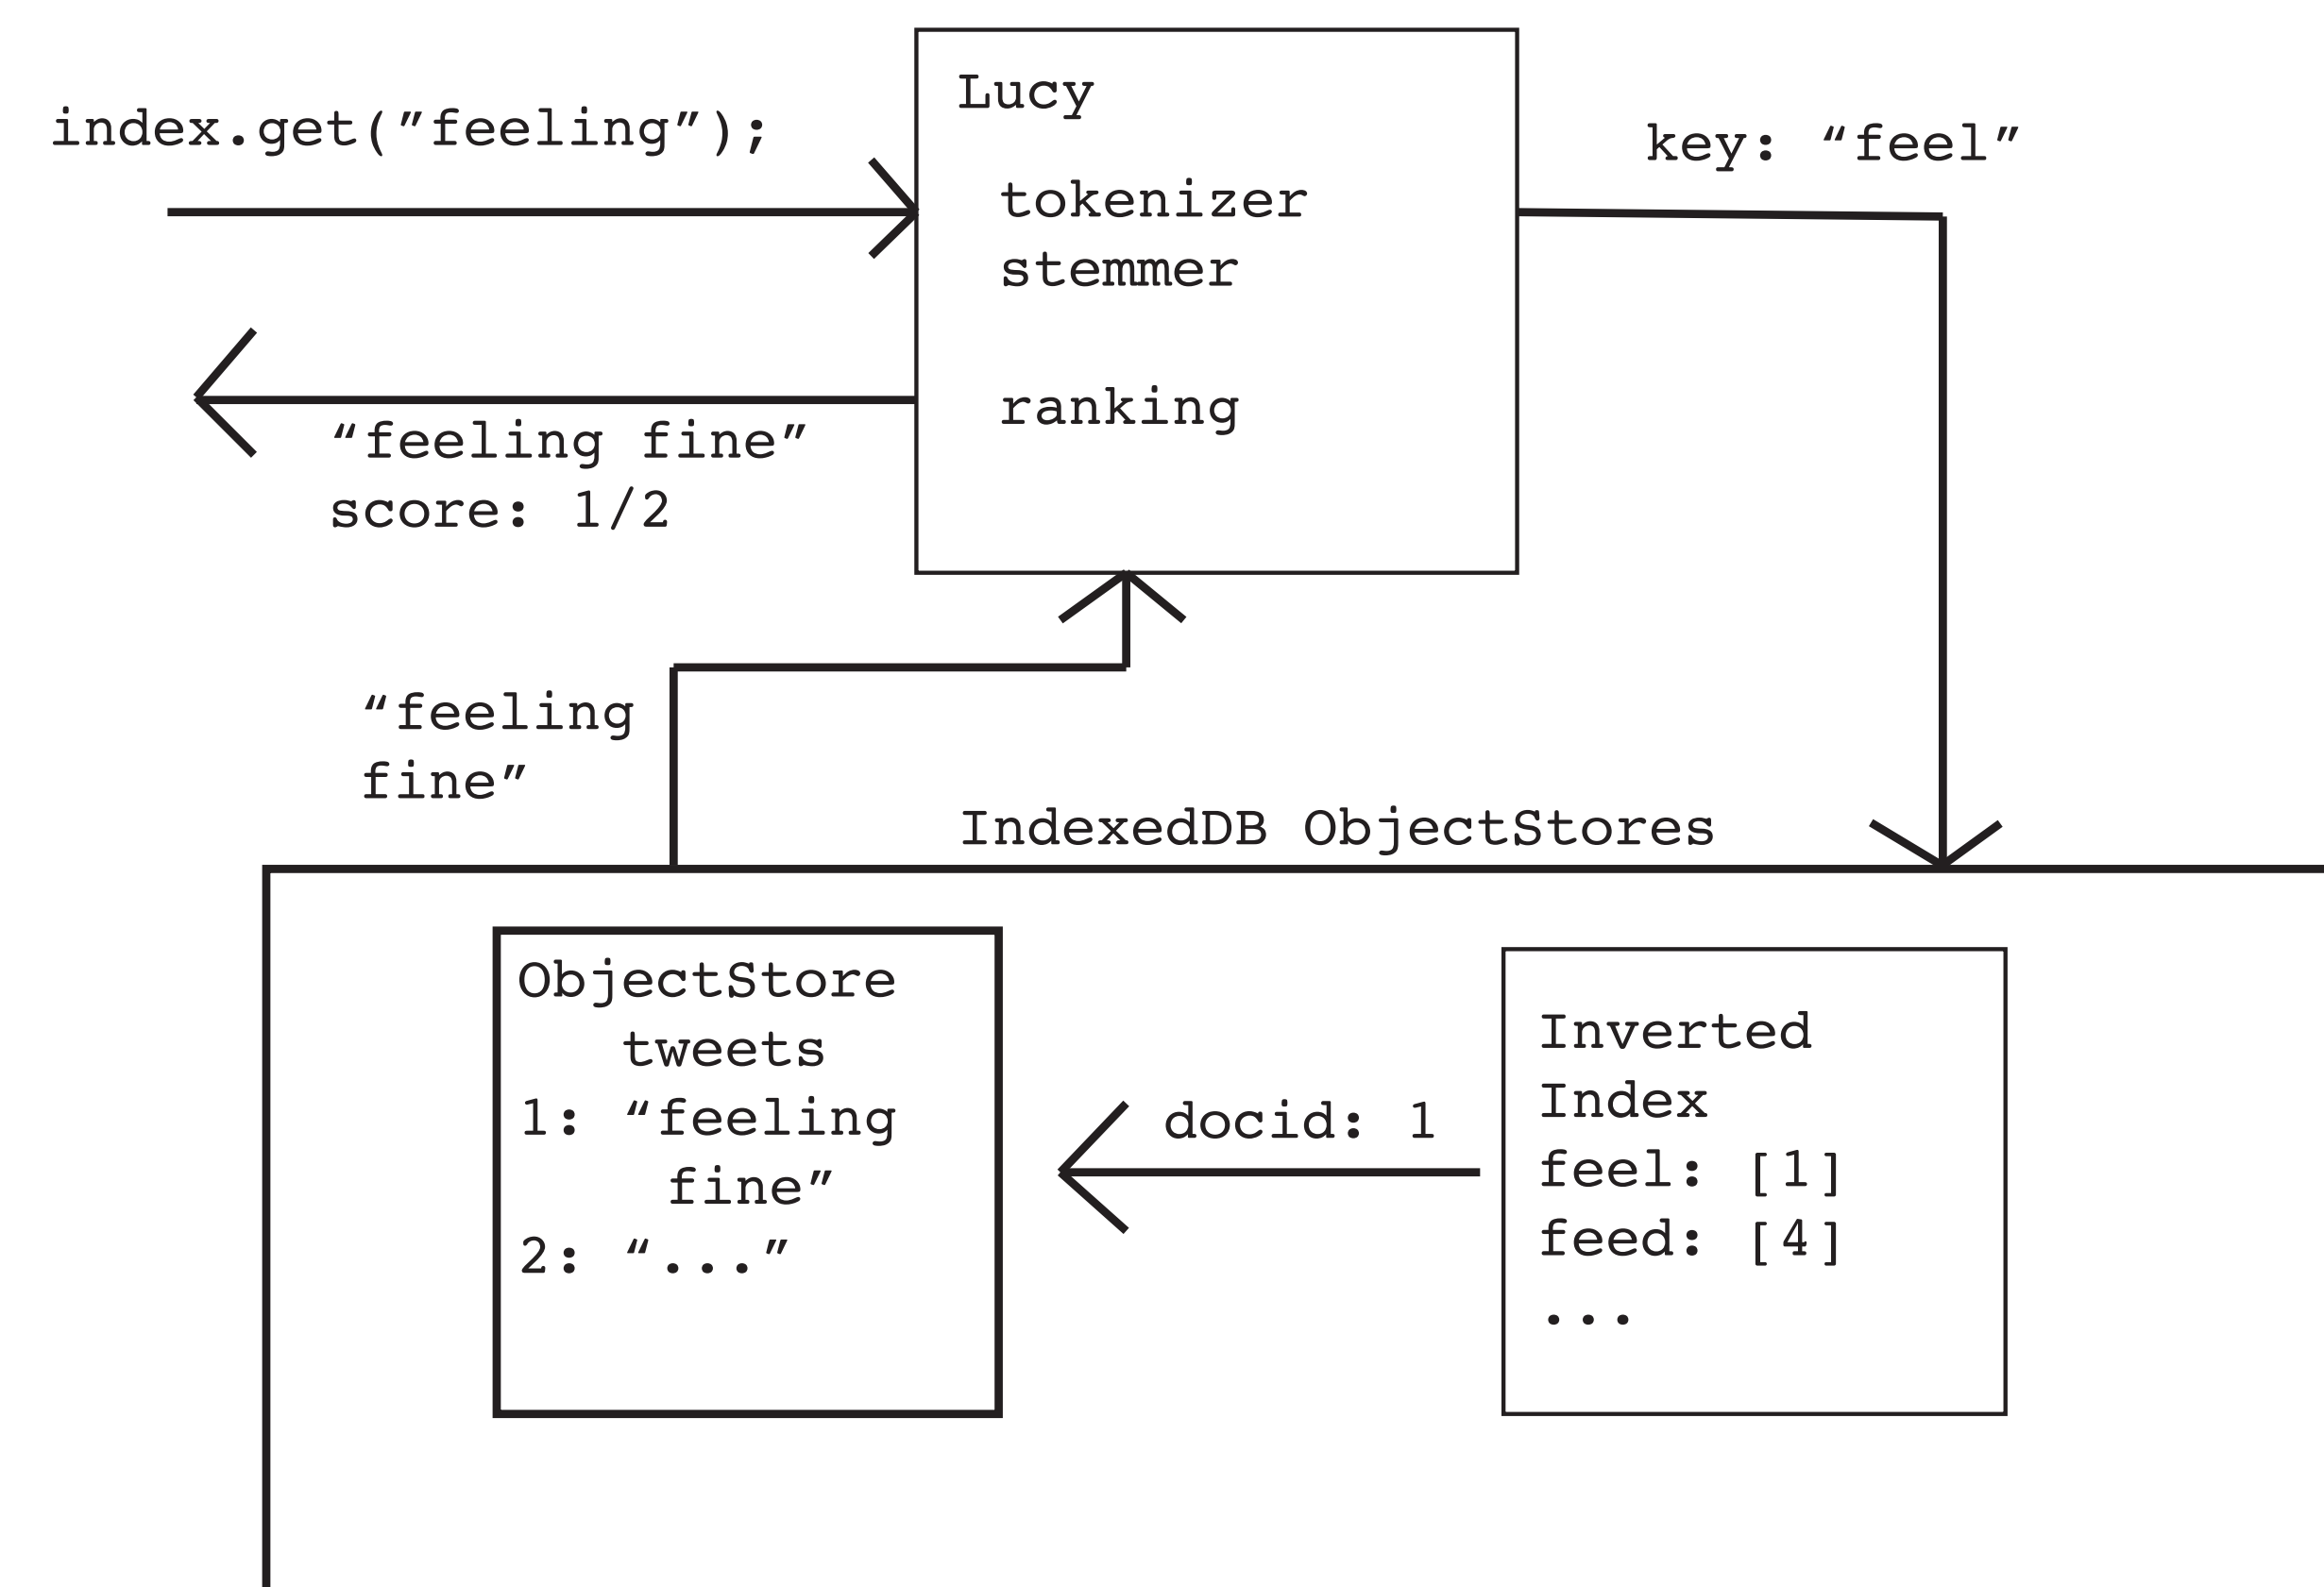 index.get(”feeling”);
Lucy
tokenizer
stemmer
ranking
key: “feel”
“feeling fine”
score: 1/2
“feeling
fine”
IndexedDB ObjectStores
ObjectStore
tweets
1: “feeling
fine”
2: “...”
docid: 1
Inverted
Index
feel: [1]
feed: [4]
...